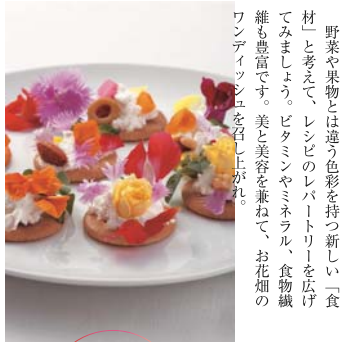 野菜や果物とは違う色彩を持つ新しい「食
材」と考えて、レシピのレパートリーを広げ
てみましょう。ビタミンやミネラル、食物繊
維も豊富です。美と美容を兼ねて、お花畑の
ワンディッシュを召し上がれ。